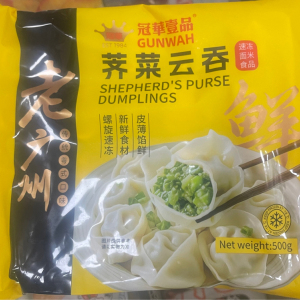 冠華壹品
GUNWAH
速冻
面米
食品
荠菜云吞
SHEPHERD'S PURSE
DUMPLINGS
老广州
鲜
皮薄馅鲜
新鲜食材
螺旋速冻
Net weight:500g